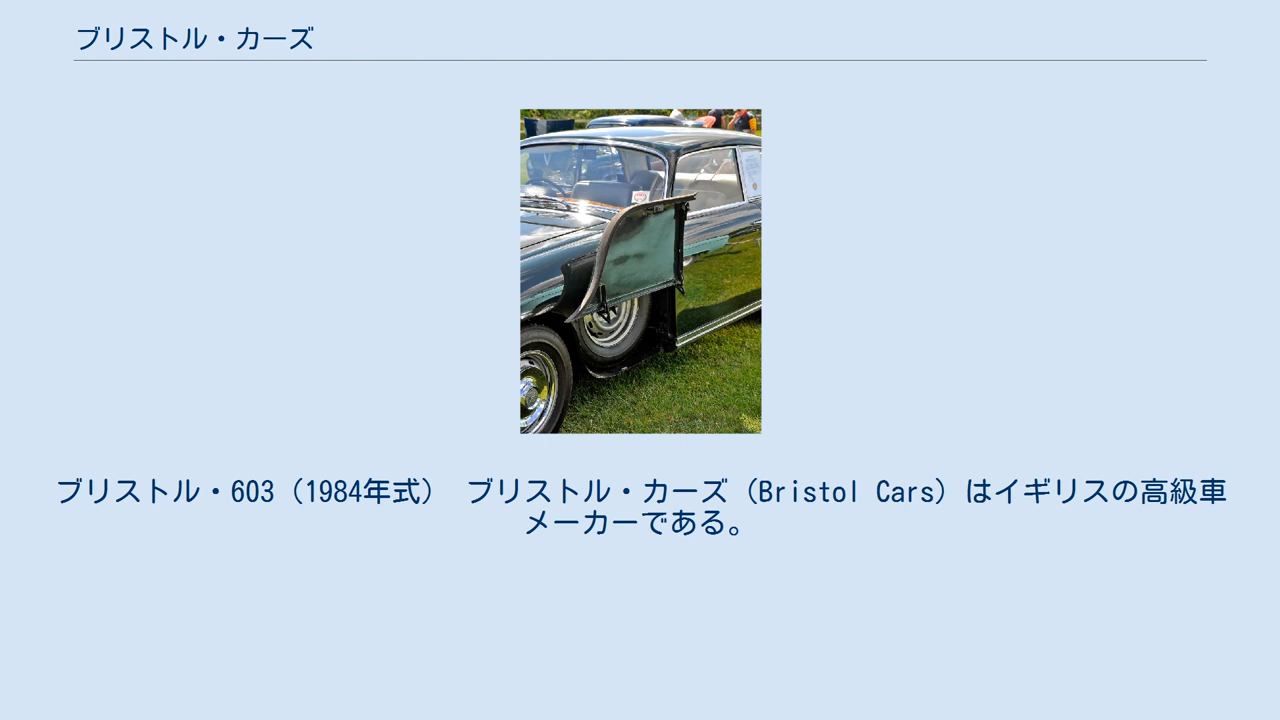 ブリストル・カーズ
ブリストル・603（1984年式）　ブリストル・カーズ（Bristol Cars）はイギリスの高級車
メーカーである。